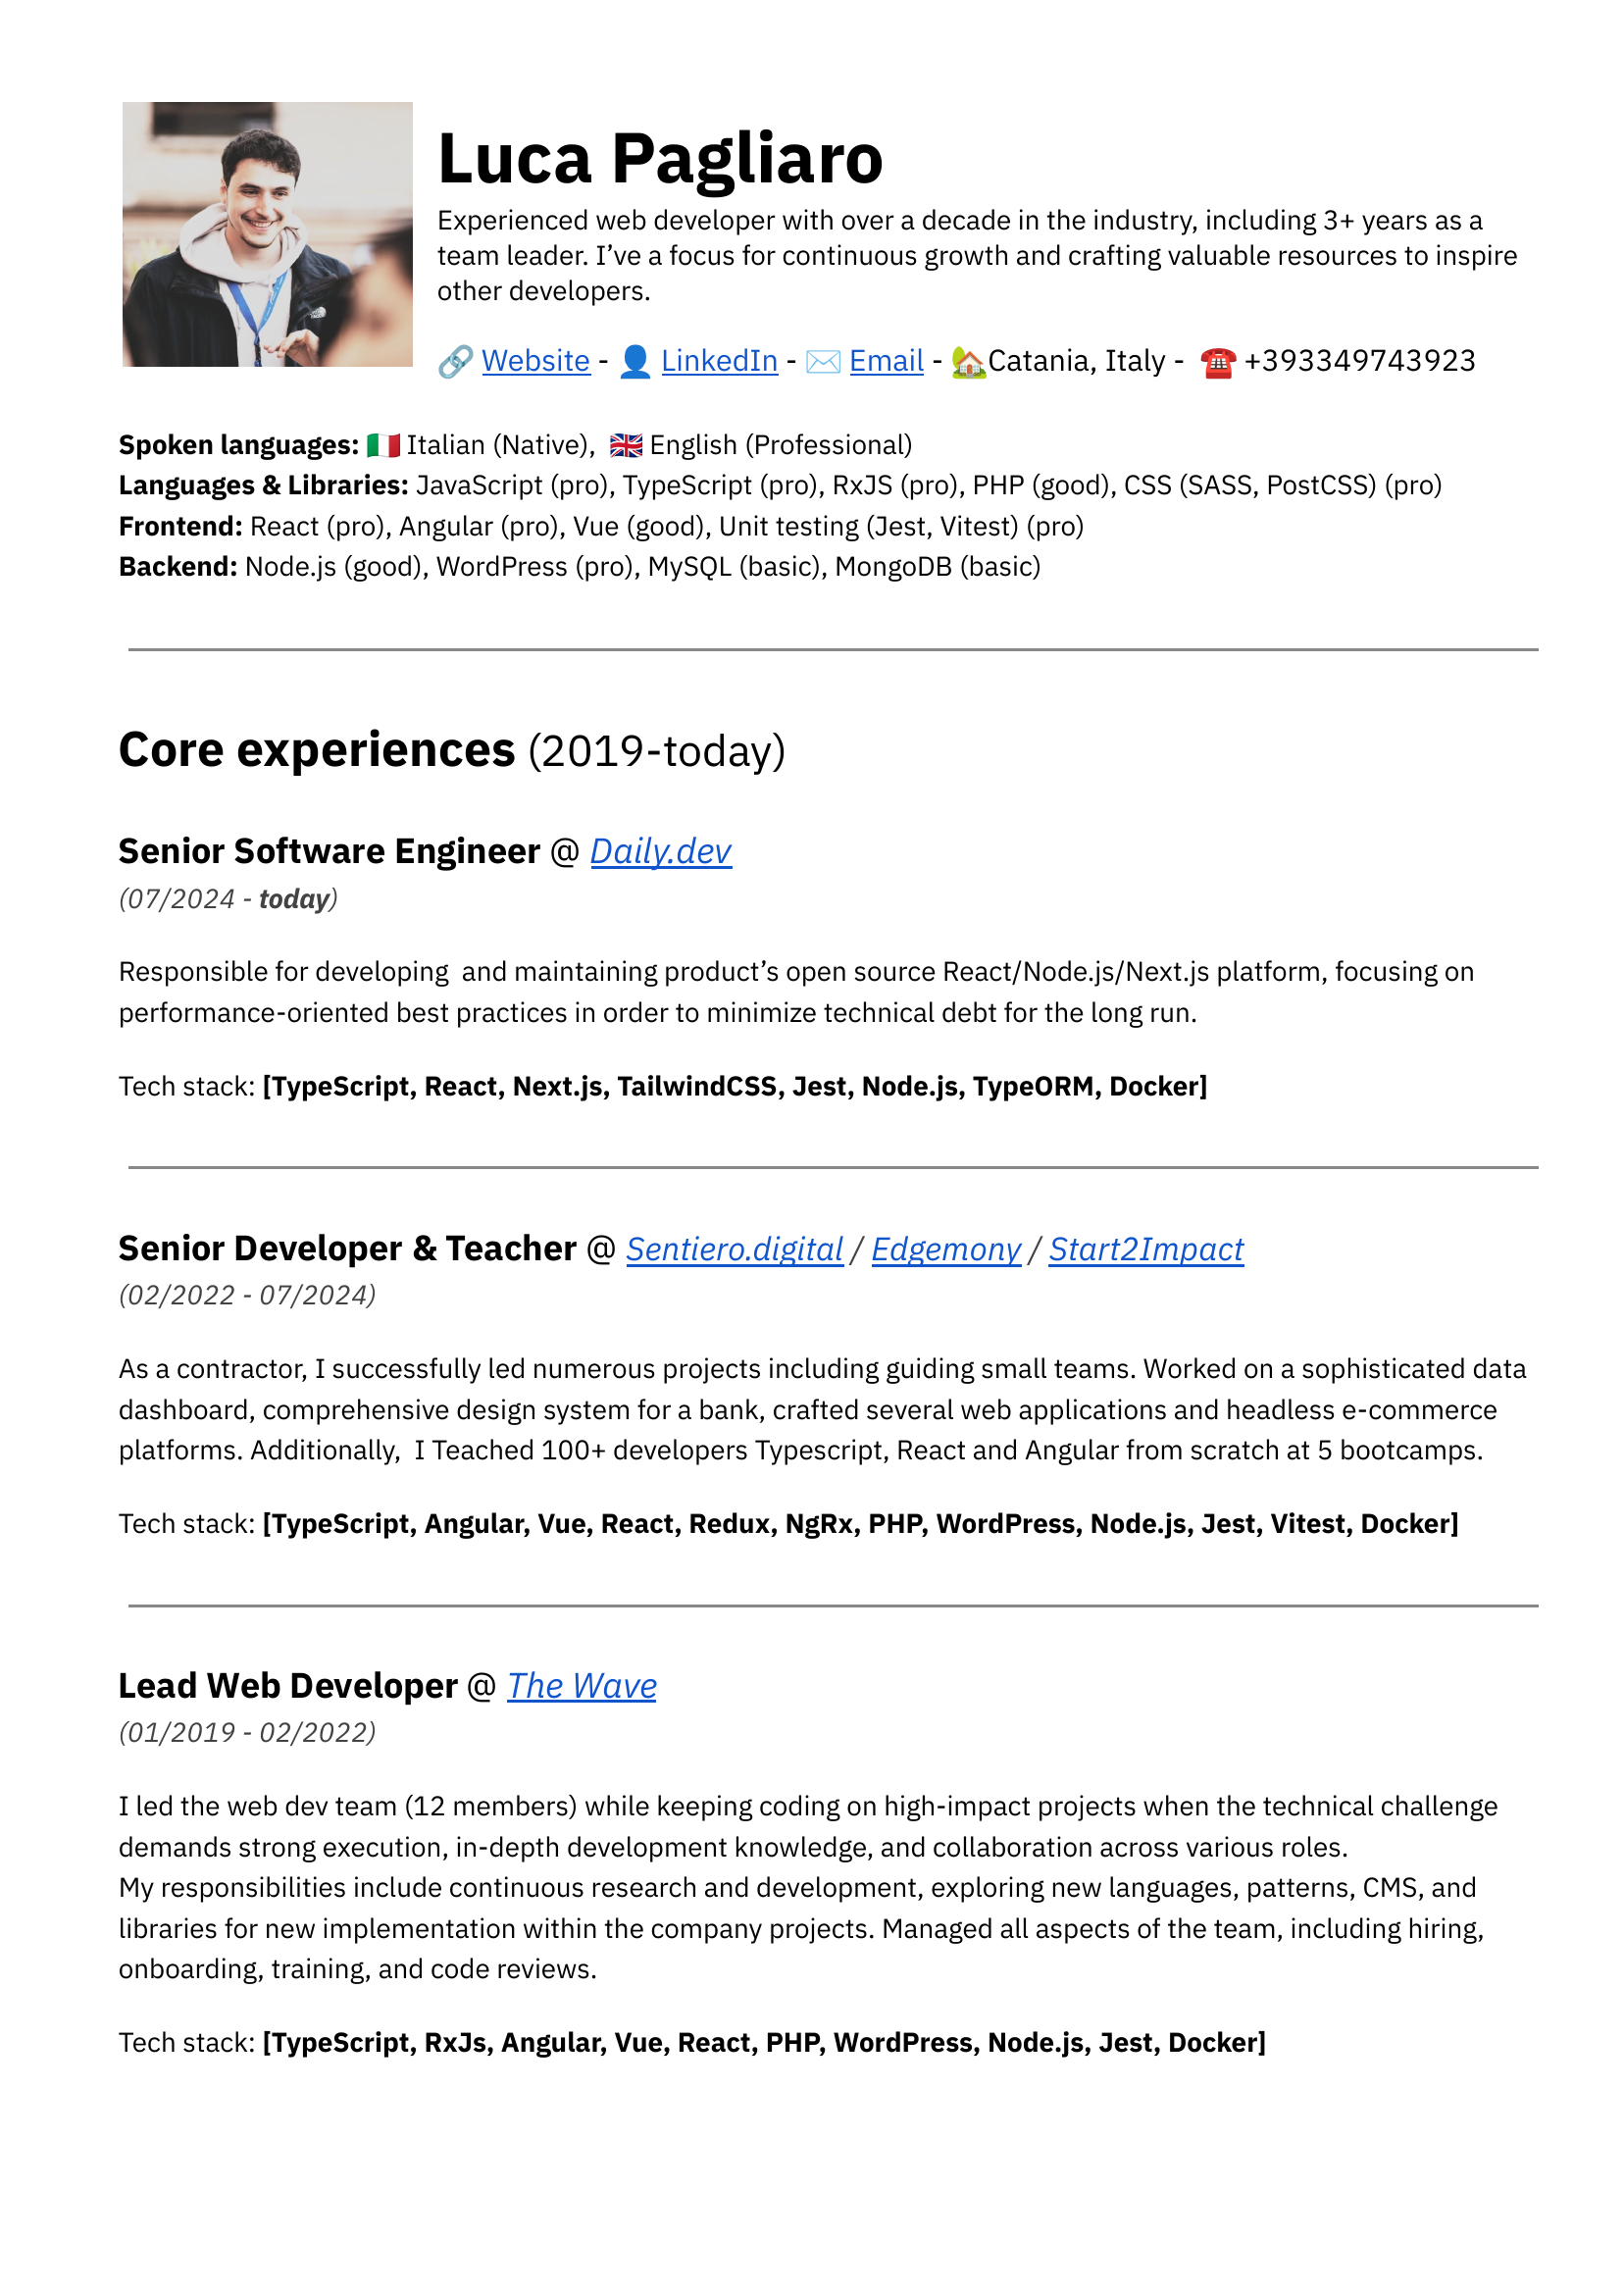 Luca Pagliaro
Experienced web developer with over a decade in the industry, including 3+ years as a
team leader. I’ve a focus for continuous growth and crafting valuable resources to inspire
other developers.
🔗 Website - 👤 LinkedIn - ✉️ Email - 🏡Catania, Italy - ☎️ +393349743923
Spoken languages: 🇮🇹 Italian (Native), 🇬🇧 English (Professional)
Languages & Libraries: JavaScript (pro), TypeScript (pro), RxJS (pro), PHP (good), CSS (SASS, PostCSS) (pro)
Frontend: React (pro), Angular (pro), Vue (good), Unit testing (Jest, Vitest) (pro)
Backend: Node.js (good), WordPress (pro), MySQL (basic), MongoDB (basic)
Core experiences (2019-today)
Senior Software Engineer @ Daily.dev
(07/2024 - today)
Responsible for developing  and maintaining product’s open source React/Node.js/Next.js platform, focusing on
performance-oriented best practices in order to minimize technical debt for the long run.
Tech stack: [TypeScript, React, Next.js, TailwindCSS, Jest, Node.js, TypeORM, Docker]
Senior Developer & Teacher @ Sentiero.digital / Edgemony / Start2Impact
(02/2022 - 07/2024)
As a contractor, I successfully led numerous projects including guiding small teams. Worked on a sophisticated data
dashboard, comprehensive design system for a bank, crafted several web applications and headless e-commerce
platforms. Additionally,  I Teached 100+ developers Typescript, React and Angular from scratch at 5 bootcamps.
Tech stack: [TypeScript, Angular, Vue, React, Redux, NgRx, PHP, WordPress, Node.js, Jest, Vitest, Docker]
Lead Web Developer @ The Wave
(01/2019 - 02/2022)
I led the web dev team (12 members) while keeping coding on high-impact projects when the technical challenge
demands strong execution, in-depth development knowledge, and collaboration across various roles.
My responsibilities include continuous research and development, exploring new languages, patterns, CMS, and
libraries for new implementation within the company projects. Managed all aspects of the team, including hiring,
onboarding, training, and code reviews.
Tech stack: [TypeScript, RxJs, Angular, Vue, React, PHP, WordPress, Node.js, Jest, Docker]